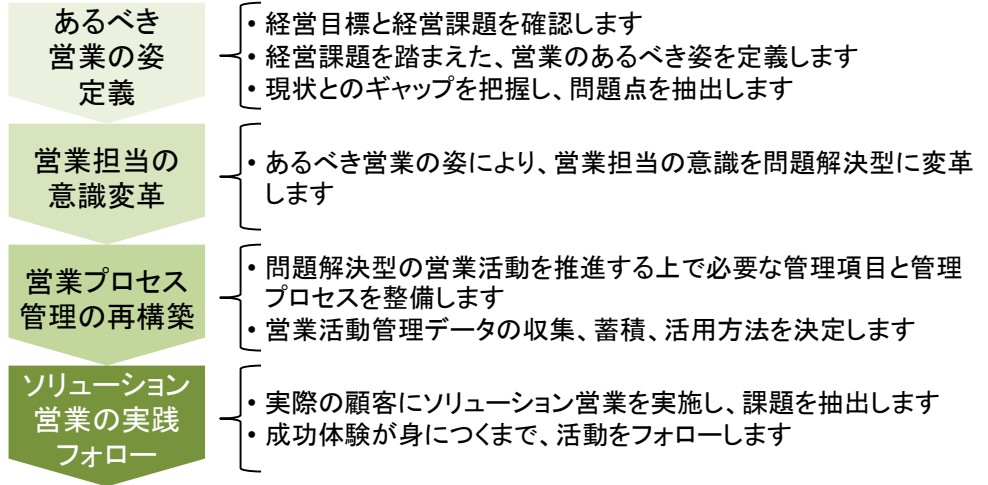 あるべき
営業の姿
定義
• 経営目標と経営課題を確認します
• 経営課題を踏まえた、営業のあるべき姿を定義します
• 現状とのギャップを把握し、問題点を抽出します
営業担当の
意識変革
• あるべき営業の姿により、営業担当の意識を問題解決型に変革
します
営業プロセス
管理の再構築
• 問題解決型の営業活動を推進する上で必要な管理項目と管理
プロセスを整備します
• 営業活動管理データの収集、蓄積、活用方法を決定します
ソリューション
営業の実践
フォロー
• 実際の顧客にソリューション営業を実施し、課題を抽出します
• 成功体験が身につくまで、活動をフォローします